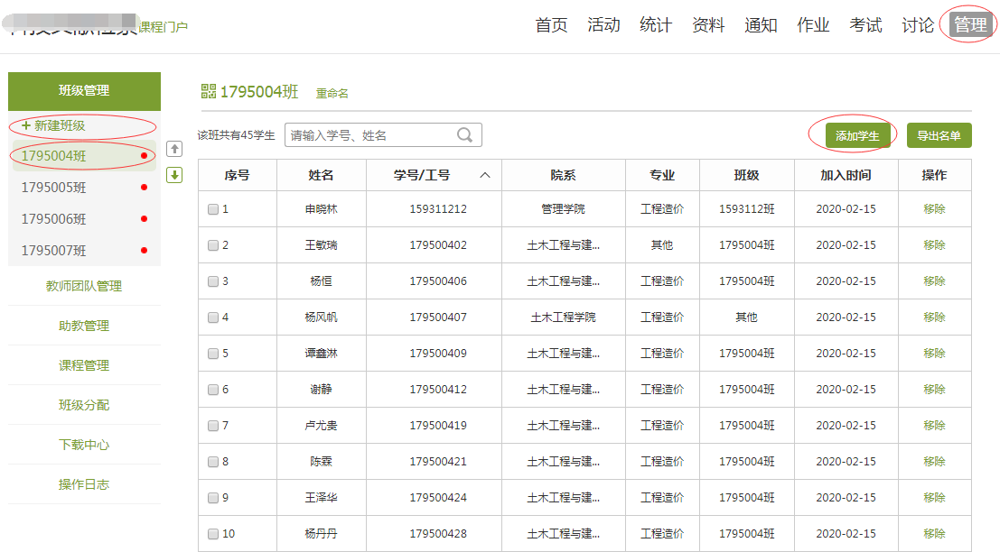 课程门户
首页 活动 统计 资料 通知 作业 考试 讨论 管理
班级管理
+ 新建班级
1795004班
1795005班
1795006班
1795007班
教师团队管理
助教管理
课程管理
班级分配
下载中心
操作日志
1795004班 重命名
该班共有45学生 请输入学号、姓名 添加学生 导出名单
序号 姓名 学号/工号 院系 专业 班级 加入时间 操作
1 申晓林 159311212 管理学院 工程造价 1593112班 2020-02-15 移除
2 王敏瑞 179500402 土木工程与建... 其他 1795004班 2020-02-15 移除
3 杨恒 179500406 土木工程与建... 工程造价 1795004班 2020-02-15 移除
4 杨风帆 179500407 土木工程学院 工程造价 其他 2020-02-15 移除
5 谭鑫淋 179500409 土木工程与建... 工程造价 1795004班 2020-02-15 移除
6 谢静 179500412 土木工程与建... 工程造价 1795004班 2020-02-15 移除
7 卢尤贵 179500419 土木工程与建... 工程造价 1795004班 2020-02-15 移除
8 陈霖 179500421 土木工程与建... 工程造价 1795004班 2020-02-15 移除
9 王泽华 179500424 土木工程与建... 工程造价 1795004班 2020-02-15 移除
10 杨丹丹 179500428 土木工程与建... 工程造价 1795004班 2020-02-15 移除